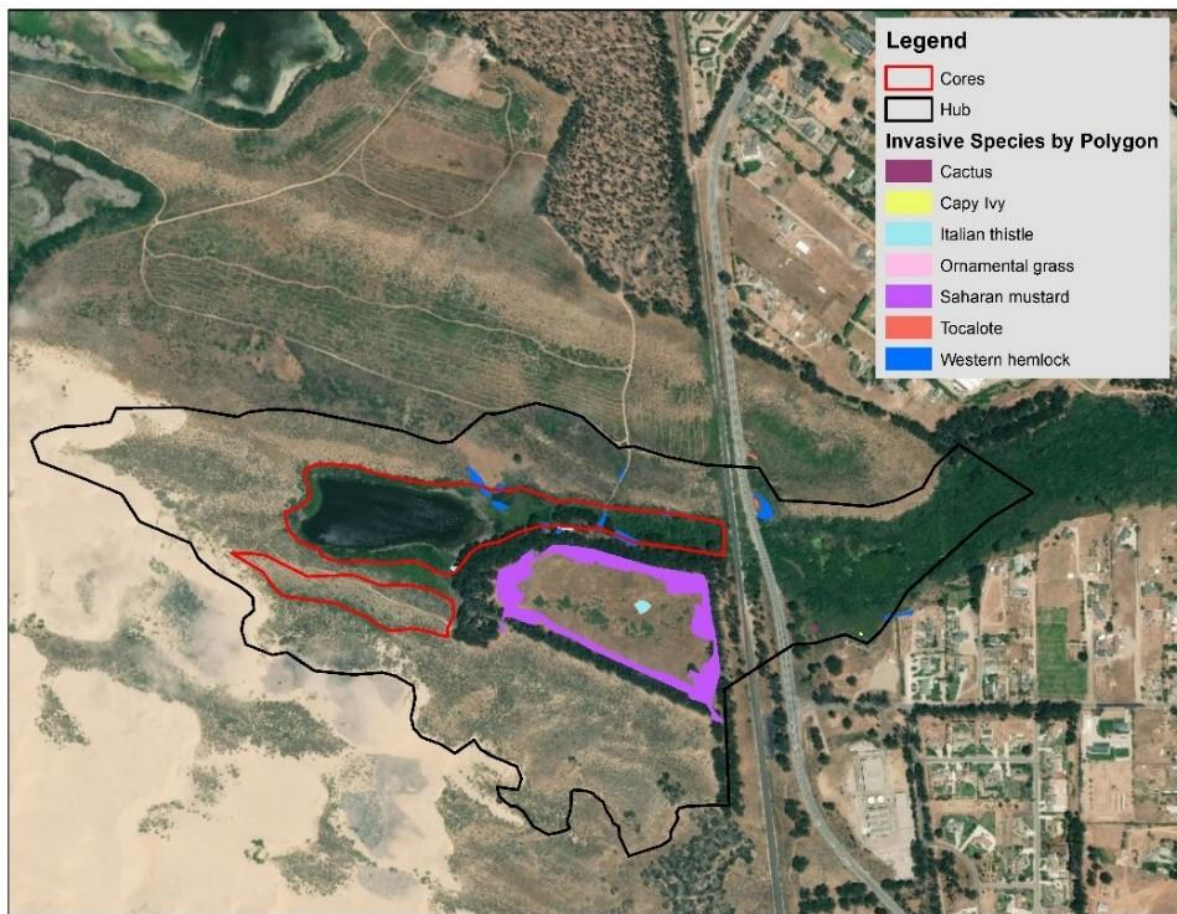 Legend
Cores
Hub
Invasive Species by Polygon
Cactus
Capy Ivy
Italian thistle
Ornamental grass
Saharan mustard
Tocalote
Western hemlock